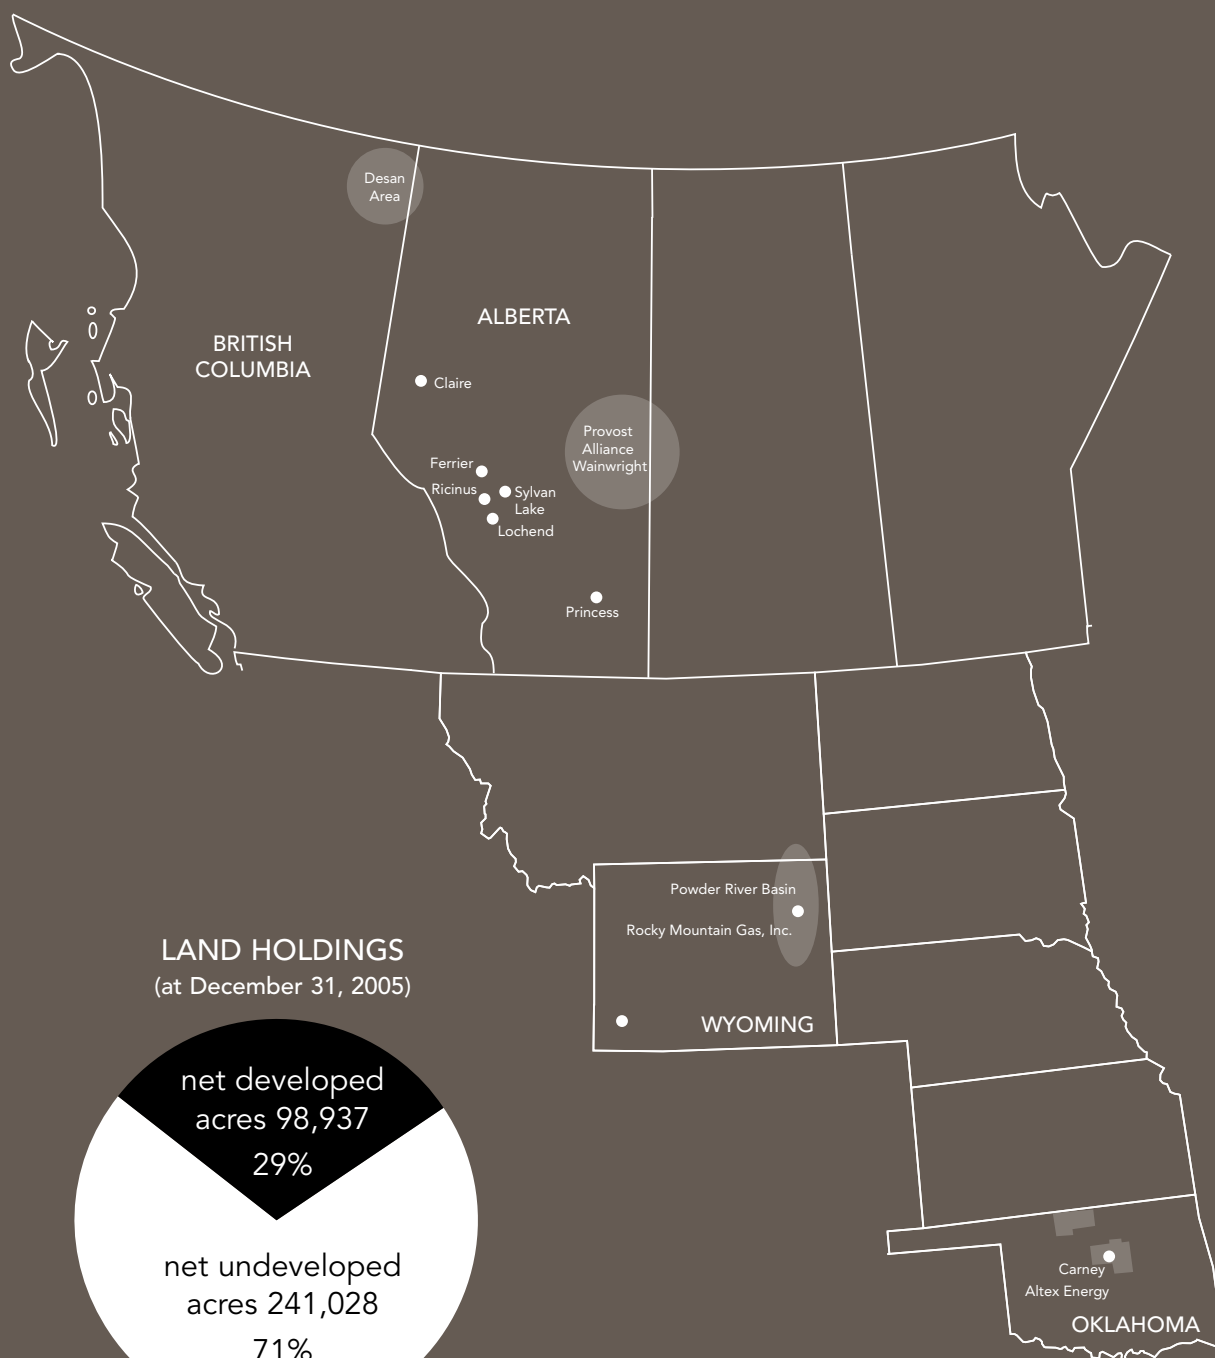 Desan
Area
ALBERTA
BRITISH
COLUMBIA
Claire
Provost
Alliance
Wainwright
Ferrier
Ricinus
Sylvan
Lake
Lochend
Princess
Powder River Basin
Rocky Mountain Gas, Inc.
WYOMING
LAND HOLDINGS
(at December 31, 2005)
net developed
acres 98,937
29%
net undeveloped
acres 241,028
71%
Carney
Altex Energy
OKLAHOMA